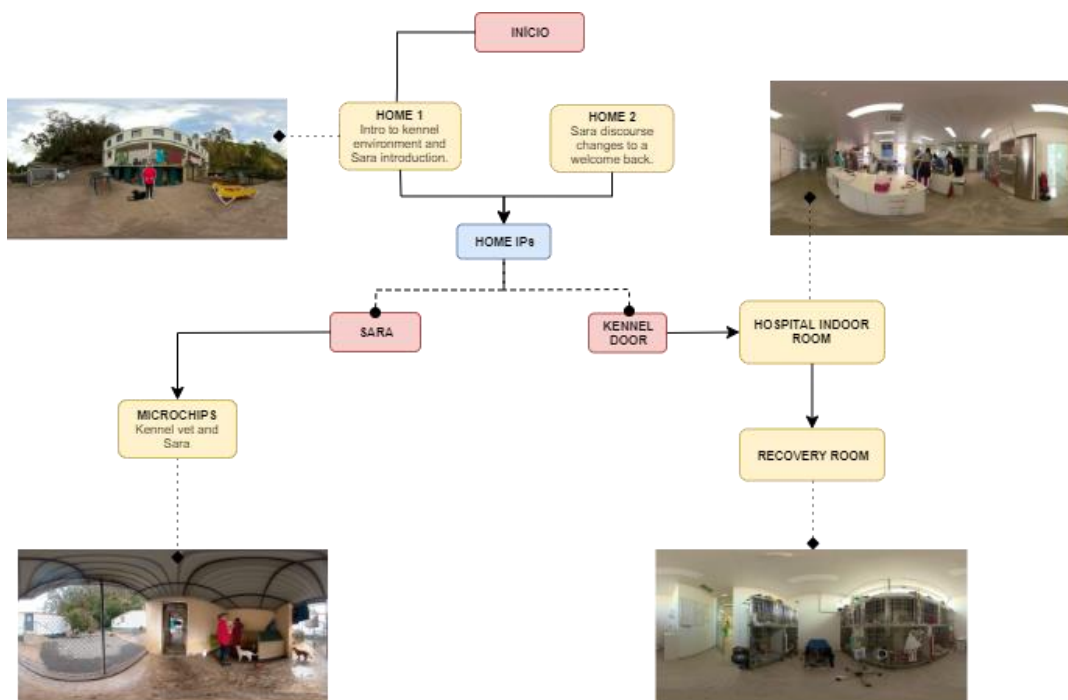 INÍCIO
HOME 1
Intro to kennel
environment and
Sara introduction.
HOME 2
Sara discourse
changes to a
welcome back.
HOME IPs
SARA
KENNEL
DOOR
HOSPITAL INDOOR
ROOM
MICROCHIPS
Kennel vet and
Sara
RECOVERY ROOM